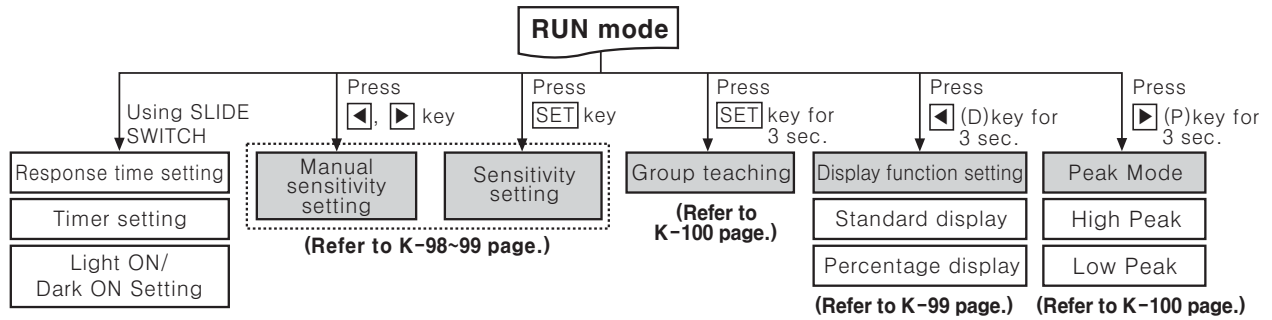 RUN mode
Using SLIDE
SWITCH
Response time setting
Timer setting
Light ON/
Dark ON Setting
Press
◀, ▶ key
Manual
sensitivity
setting
Press
SET key
Sensitivity
setting
(Refer to K-98~99 page.)
Press
SET key for
3 sec.
Group teaching
(Refer to
K-100 page.)
Press
◀ (D)key for
3 sec.
Display function setting
Standard display
Percentage display
(Refer to K-99 page.)
Press
▶ (P)key for
3 sec.
Peak Mode
High Peak
Low Peak
(Refer to K-100 page.)